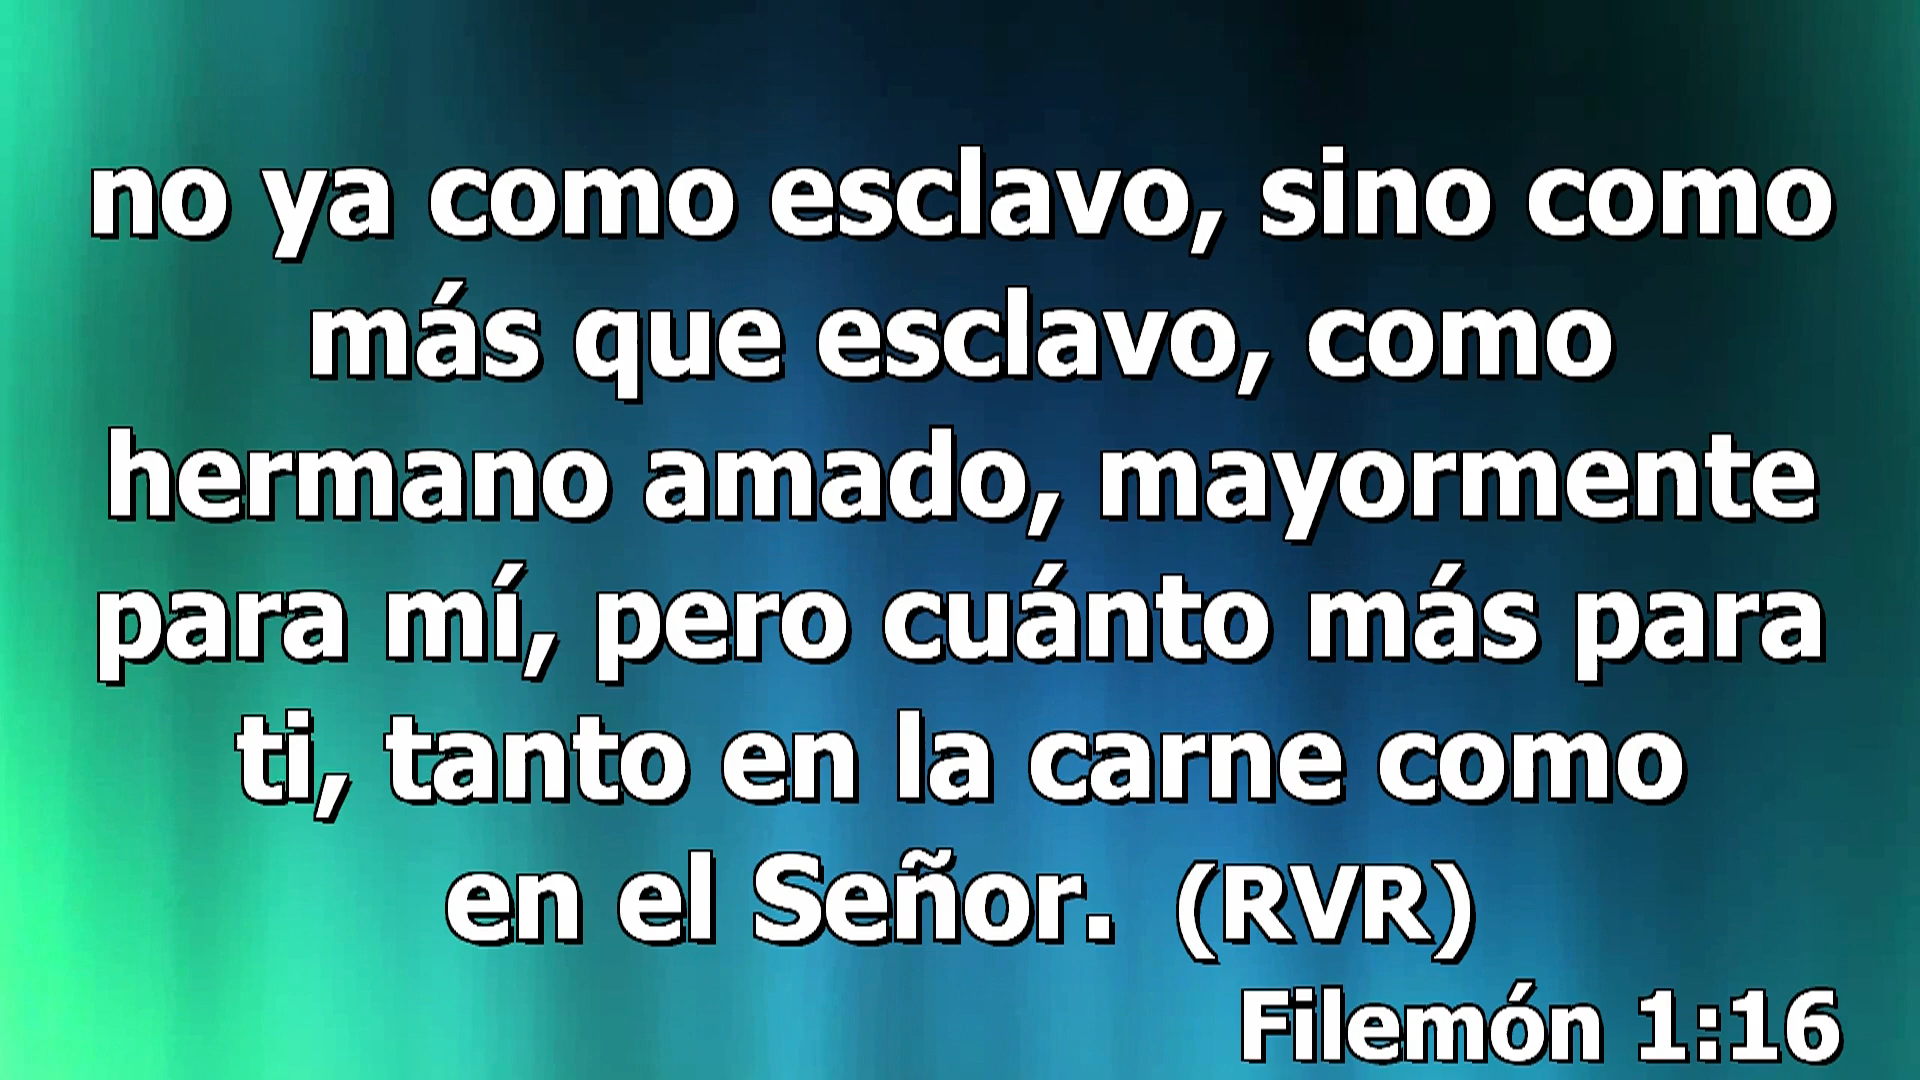 no ya como esclavo, sino como
más que esclavo, como
hermano amado, mayormente
para mí, pero cuánto más para
ti, tanto en la carne como
en el Señor. (RVR)
Filemón 1:16